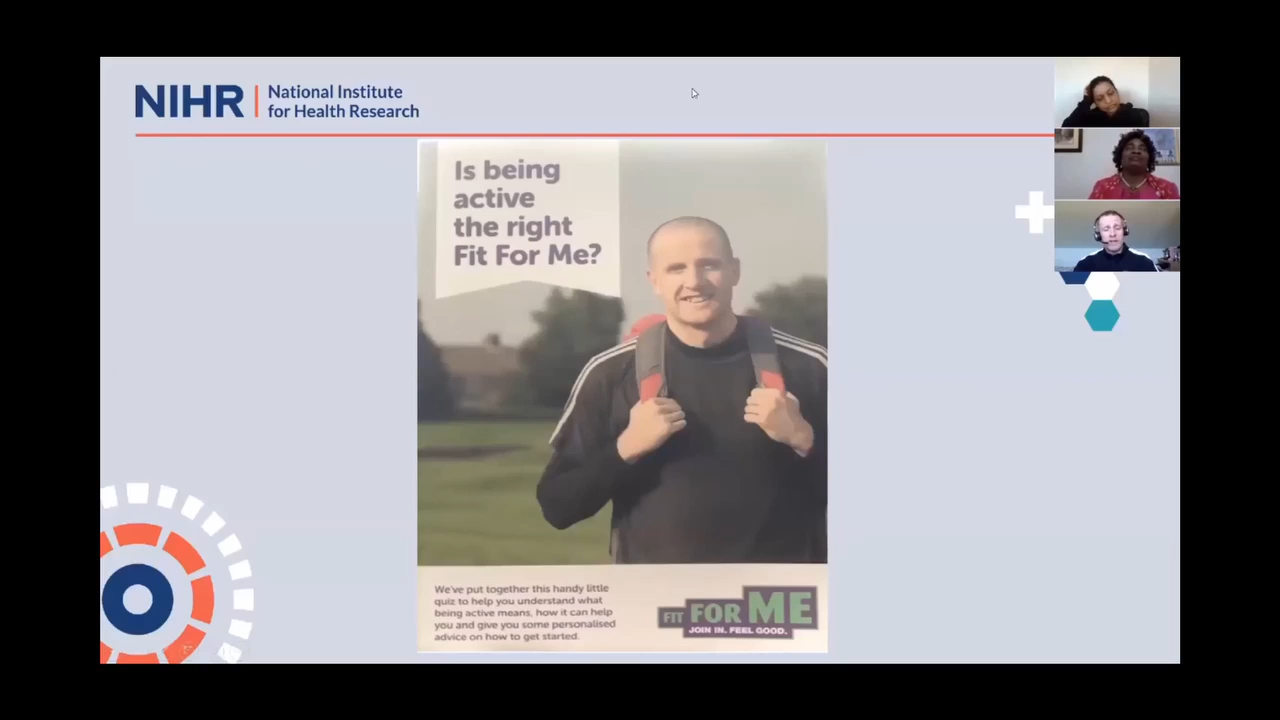 NIHR
National Institute
for Health Research
Is being
active
the right
Fit For Me?
We've put together this handy little
quiz to help you understand what
being active means, how it can help
you and give you some personalised
advice on how to get started.
FIT FOR ME
JOIN IN. FEEL GOOD.